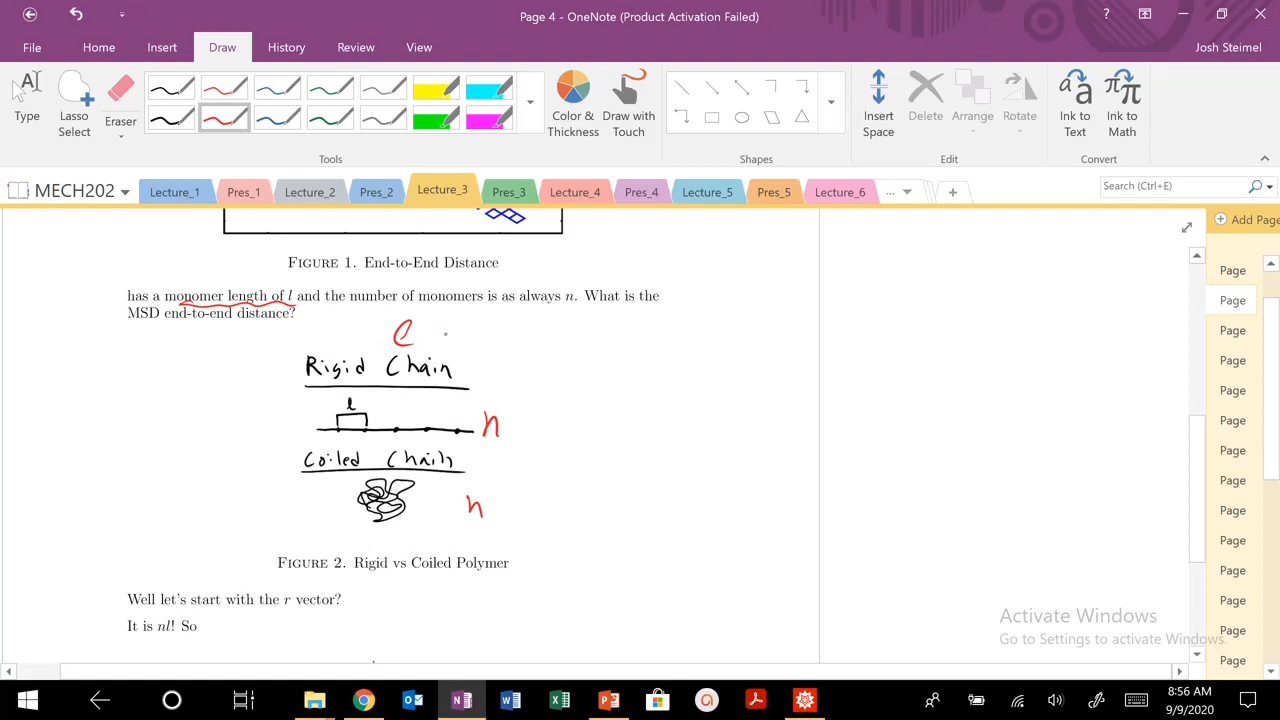 Page 4 - OneNote (Product Activation Failed)
?
File Home Insert Draw History Review View
Josh Steimel
Type
Lasso Select
Eraser
Color & Thickness
Draw with Touch
Insert Space
Delete
Arrange
Rotate
Ink to Text
Ink to Math
Tools
Shapes
Edit
Convert
MECH202
Lecture_1 Pres_1 Lecture_2 Pres_2 Lecture_3 Pres_3 Lecture_4 Pres_4 Lecture_5 Pres_5 Lecture_6 ...
Search (Ctrl+E)
Add Page
Page
Page
Page
Page
Page
Page
Page
Page
Page
Page
Page
Page
Page
Page
Figure 1. End-to-End Distance
has a monomer length of l and the number of monomers is as always n. What is the
MSD end-to-end distance?
l
Rigid Chain
l
n
Coiled Chain
n
Figure 2. Rigid vs Coiled Polymer
Well let's start with the r vector?
It is nl! So
Activate Windows
Go to Settings to activate Windows.
8:56 AM
9/9/2020